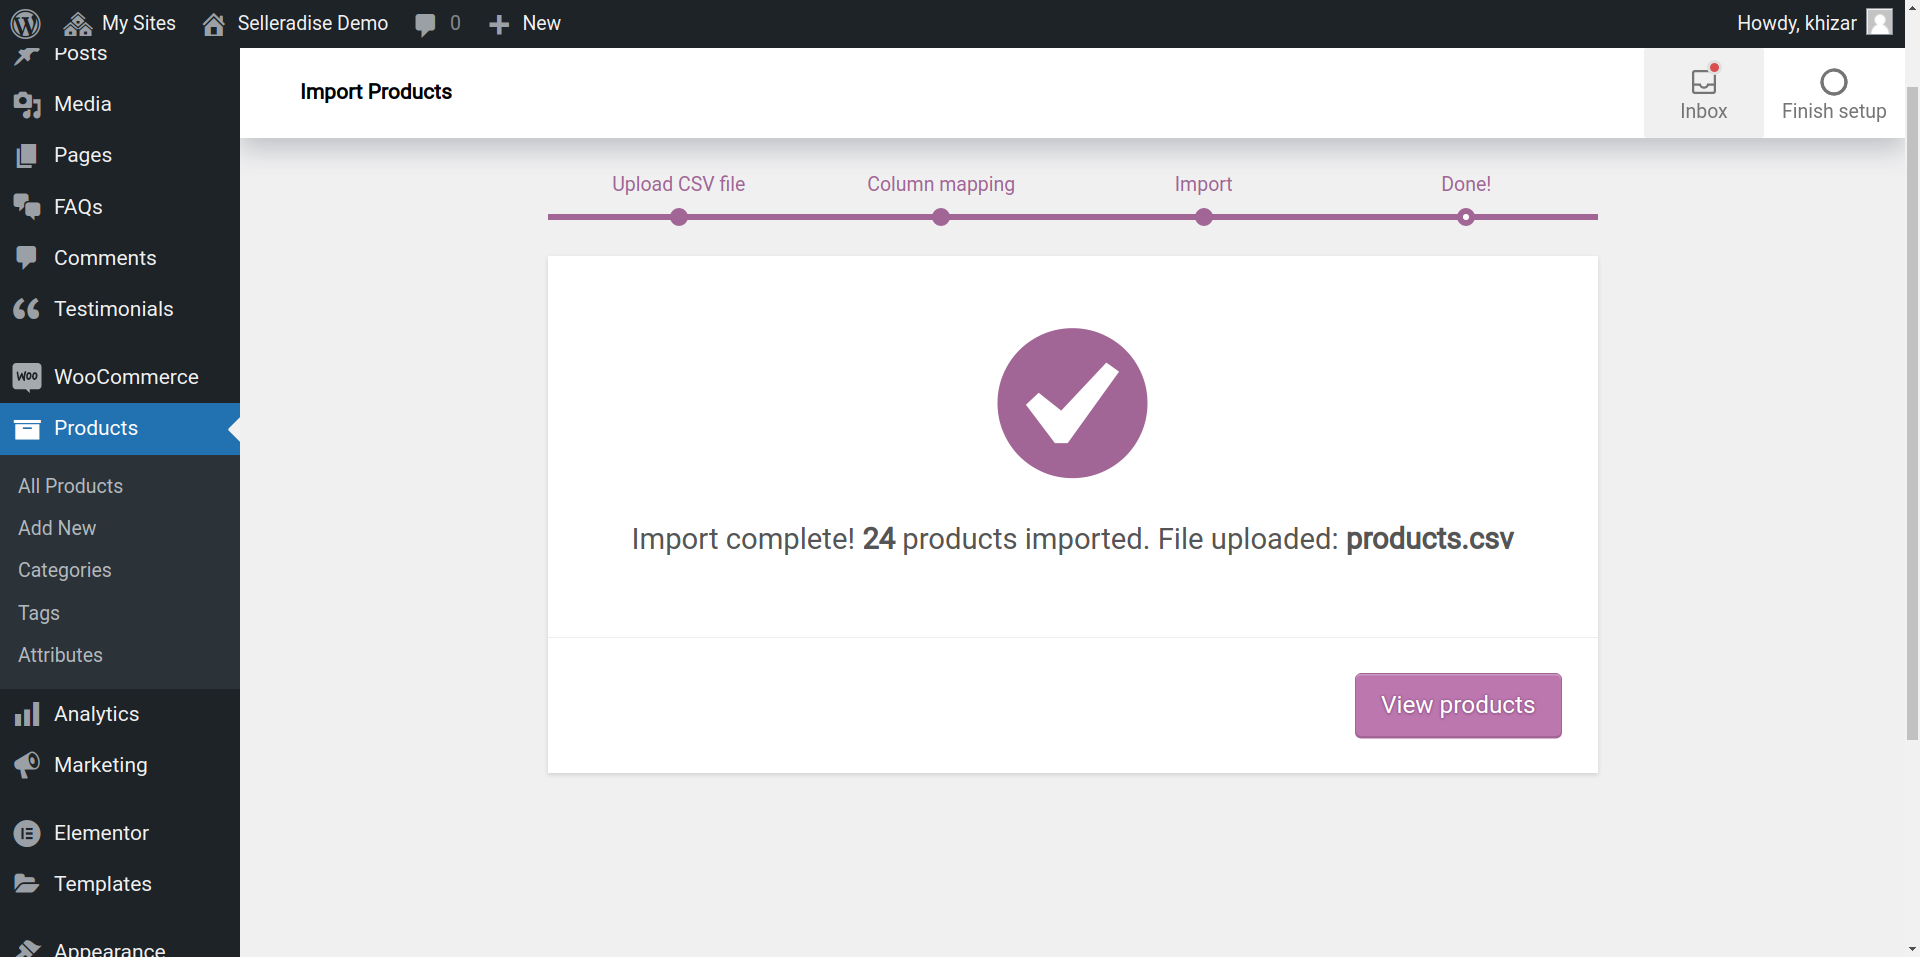 My Sites
Selleradise Demo
0
New
Howdy, khizar
Posts
Media
Pages
FAQs
Comments
Testimonials
Woo WooCommerce
Products
All Products
Add New
Categories
Tags
Attributes
Analytics
Marketing
Elementor
Templates
Appearance
Import Products
Inbox
Finish setup
Upload CSV file
Column mapping
Import
Done!
Import complete! 24 products imported. File uploaded: products.csv
View products